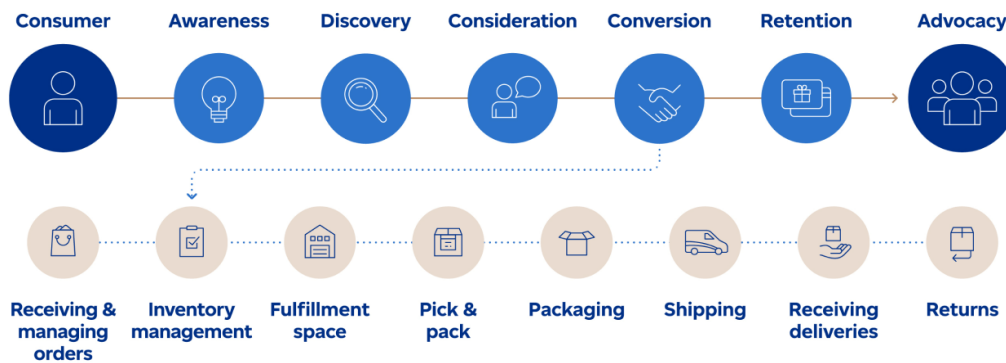 Consumer
Awareness
Discovery
Consideration
Conversion
Retention
Advocacy
Receiving &
managing
orders
Inventory
management
Fulfillment
space
Pick &
pack
Packaging
Shipping
Receiving
deliveries
Returns